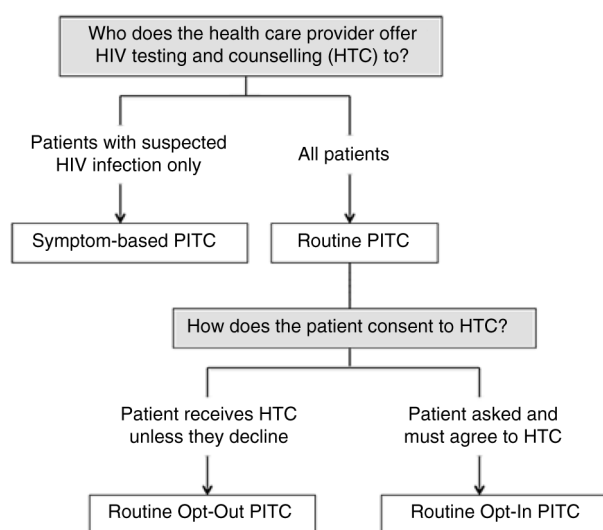 Who does the health care provider offer
HIV testing and counselling (HTC) to?
Patients with suspected
HIV infection only
All patients
Symptom-based PITC
Routine PITC
How does the patient consent to HTC?
Patient receives HTC
unless they decline
Patient asked and
must agree to HTC
Routine Opt-Out PITC
Routine Opt-In PITC